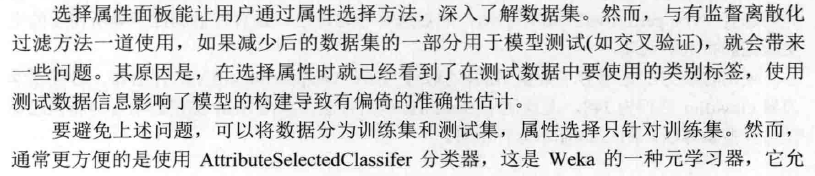 选择属性面板能让用户通过属性选择方法，深入了解数据集。然而，与有监督离散化
过滤方法一道使用，如果减少后的数据集的一部分用于模型测试(如交叉验证)，就会带来
一些问题。其原因是，在选择属性时就已经看到了在测试数据中要使用的类别标签，使用
测试数据信息影响了模型的构建导致有偏倚的准确性估计。
要避免上述问题，可以将数据分为训练集和测试集，属性选择只针对训练集。然而，
通常更方便的是使用 AttributeSelectedClassifer 分类器，这是 Weka 的一种元学习器，它允